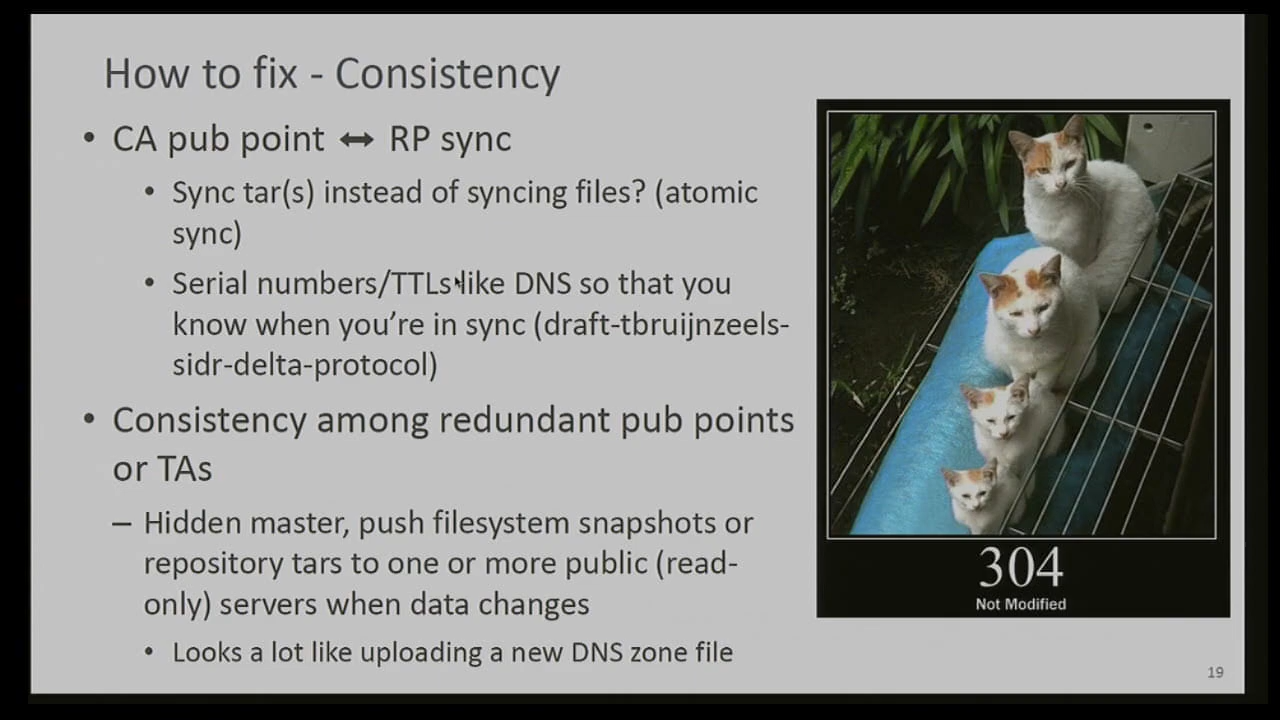 How to fix - Consistency
• CA pub point ↔ RP sync
• Sync tar(s) instead of syncing files? (atomic
sync)
• Serial numbers/TTLs like DNS so that you
know when you're in sync (draft-tbruijnzeels-
sidr-delta-protocol)
• Consistency among redundant pub points
or TAs
– Hidden master, push filesystem snapshots or
repository tars to one or more public (read-
only) servers when data changes
• Looks a lot like uploading a new DNS zone file
304
Not Modified
19